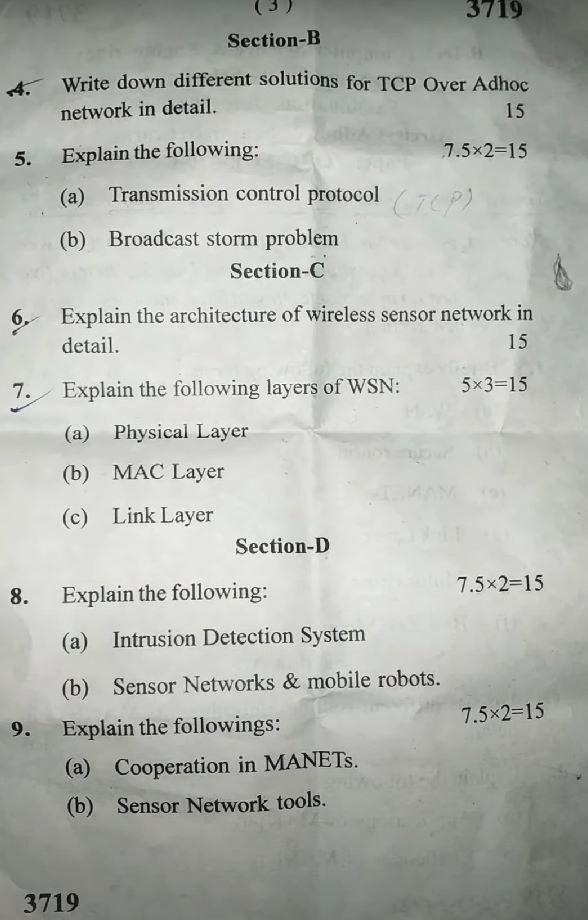 (3) 3719
Section-B
4. Write down different solutions for TCP Over Adhoc
network in detail. 15
5. Explain the following: 7.5×2=15
(a) Transmission control protocol (TCP)
(b) Broadcast storm problem
Section-C
6. Explain the architecture of wireless sensor network in
detail. 15
7. Explain the following layers of WSN: 5×3=15
(a) Physical Layer
(b) MAC Layer
(c) Link Layer
Section-D
8. Explain the following: 7.5×2=15
(a) Intrusion Detection System
(b) Sensor Networks & mobile robots.
9. Explain the followings: 7.5×2=15
(a) Cooperation in MANETs.
(b) Sensor Network tools.
3719